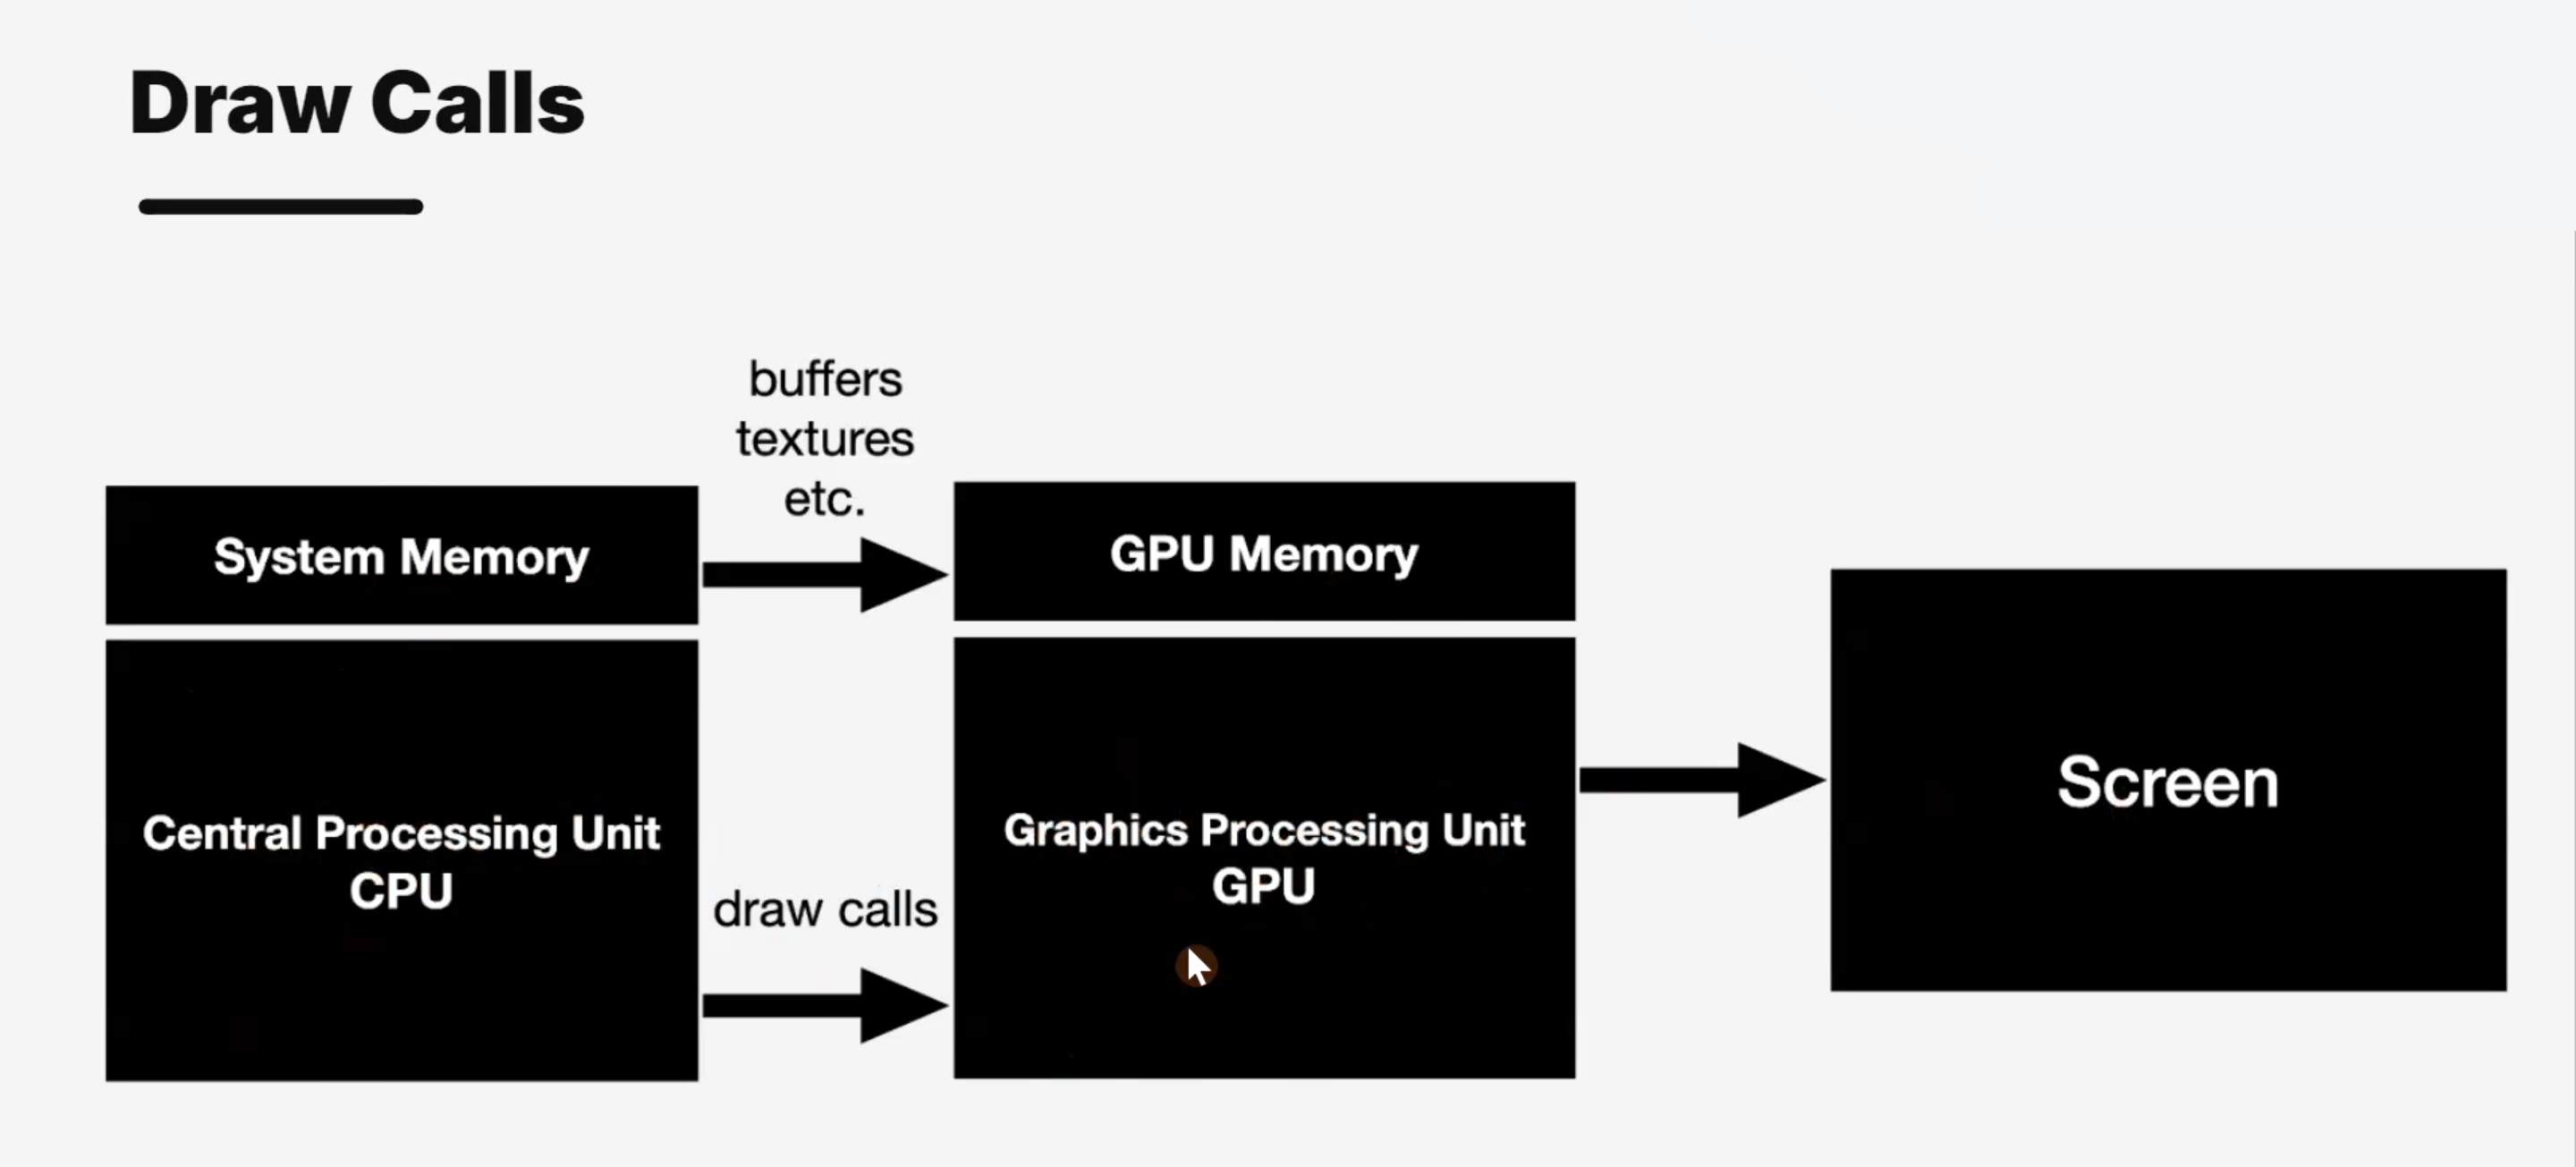 Draw Calls
buffers
textures
etc.
System Memory
GPU Memory
Central Processing Unit
CPU
draw calls
Graphics Processing Unit
GPU
Screen